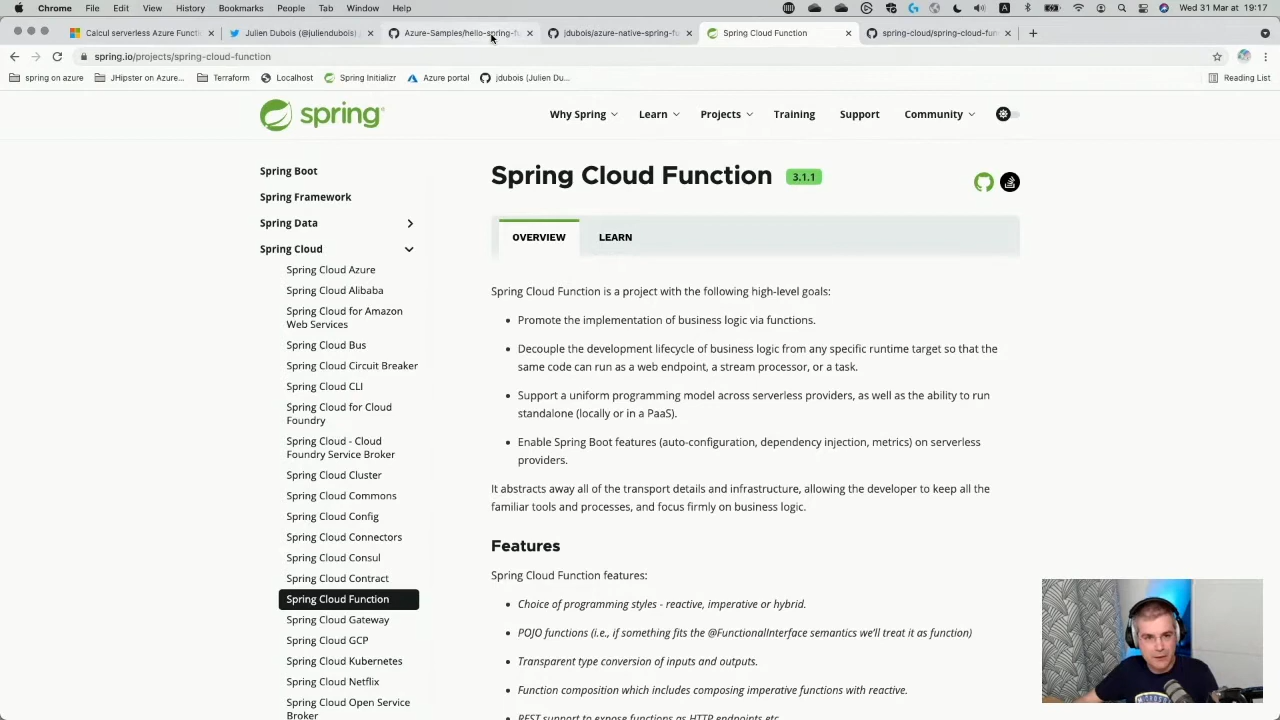 Chrome File Edit View History Bookmarks Profiles Tab Window Help Wed 31 Mar 19:17
Calcul serverless Azure Functi
Julien Dubois (@juliendubois)
Azure-Samples/hello-spring-fu
jdubois/azure-native-spring-fu
Spring Cloud Function
spring-cloud/spring-cloud-func
spring.io/projects/spring-cloud-function
spring on azure
JHipster on Azure...
Terraform
Localhost
Spring Initializr
Azure portal
jdubois (Julien Du...
Reading List
spring
Why Spring
Learn
Projects
Training
Support
Community
Spring Boot
Spring Framework
Spring Data
Spring Cloud
Spring Cloud Azure
Spring Cloud Alibaba
Spring Cloud for Amazon
Web Services
Spring Cloud Bus
Spring Cloud Circuit Breaker
Spring Cloud CLI
Spring Cloud for Cloud
Foundry
Spring Cloud - Cloud
Foundry Service Broker
Spring Cloud Cluster
Spring Cloud Commons
Spring Cloud Config
Spring Cloud Connectors
Spring Cloud Consul
Spring Cloud Contract
Spring Cloud Function
Spring Cloud Gateway
Spring Cloud GCP
Spring Cloud Kubernetes
Spring Cloud Netflix
Spring Cloud Open Service
Broker
Spring Cloud Function 3.1.1
OVERVIEW
LEARN
Spring Cloud Function is a project with the following high-level goals:
• Promote the implementation of business logic via functions.
• Decouple the development lifecycle of business logic from any specific runtime target so that the
same code can run as a web endpoint, a stream processor, or a task.
• Support a uniform programming model across serverless providers, as well as the ability to run
standalone (locally or in a PaaS).
• Enable Spring Boot features (auto-configuration, dependency injection, metrics) on serverless
providers.
It abstracts away all of the transport details and infrastructure, allowing the developer to keep all the
familiar tools and processes, and focus firmly on business logic.
Features
Spring Cloud Function features:
• Choice of programming styles - reactive, imperative or hybrid.
• POJO functions (i.e., if something fits the @FunctionalInterface semantics we'll treat it as function)
• Transparent type conversion of inputs and outputs.
• Function composition which includes composing imperative functions with reactive.
• REST support to expose functions as HTTP endpoints etc.